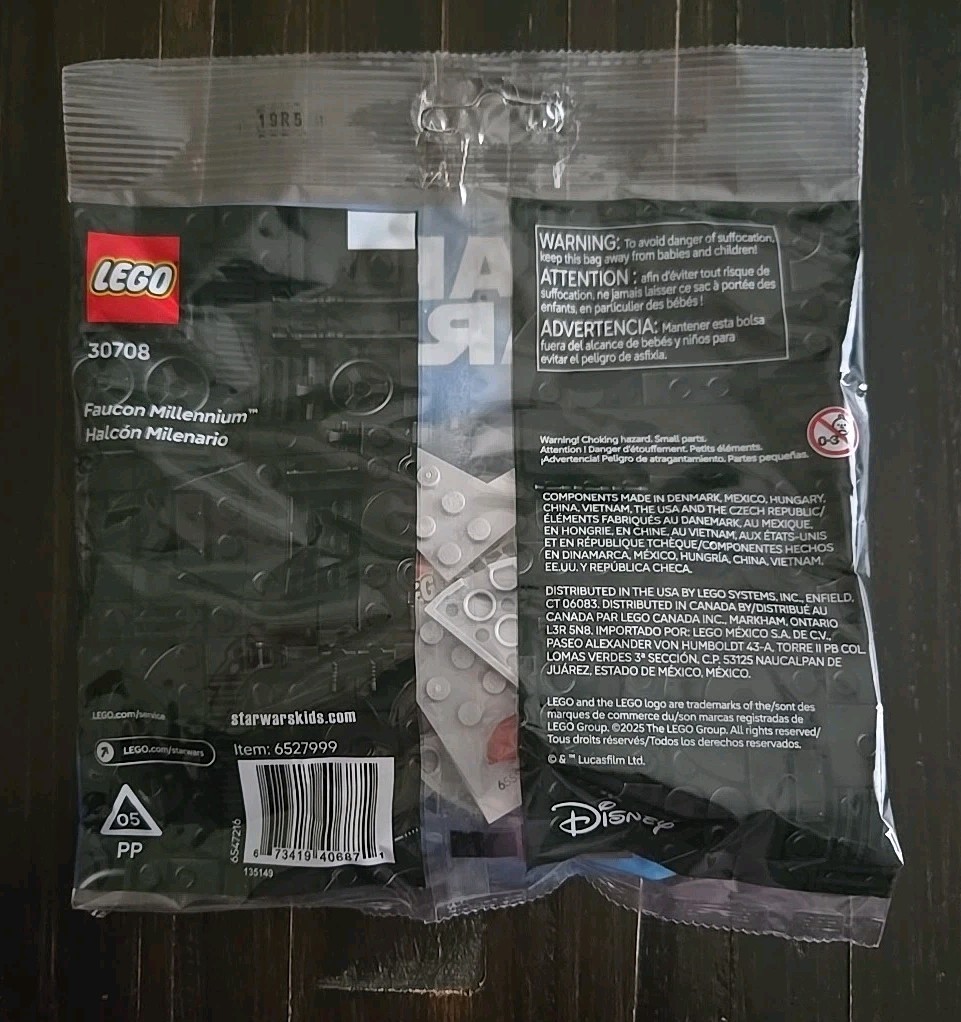 19R5
LEGO
30708
Faucon Millennium™
Halcón Milenario
WARNING: To avoid danger of suffocation,
keep this bag away from babies and children!
ATTENTION : afin d'éviter tout risque de
suffocation, ne jamais laisser ce sac à portée des
enfants, en particulier des bébés !
ADVERTENCIA: Mantener esta bolsa
fuera del alcance de bebés y niños para
evitar el peligro de asfixia.
Warning! Choking hazard. Small parts.
Attention ! Danger d'étouffement. Petits éléments.
¡Advertencia! Peligro de atragantamiento. Partes pequeñas.
0-3
COMPONENTS MADE IN DENMARK, MEXICO, HUNGARY,
CHINA, VIETNAM, THE USA AND THE CZECH REPUBLIC/
ÉLÉMENTS FABRIQUÉS AU DANEMARK, AU MEXIQUE,
EN HONGRIE, EN CHINE, AU VIETNAM, AUX ÉTATS-UNIS
ET EN RÉPUBLIQUE TCHÈQUE/COMPONENTES HECHOS
EN DINAMARCA, MÉXICO, HUNGRÍA, CHINA, VIETNAM,
EE.UU. Y REPÚBLICA CHECA.
DISTRIBUTED IN THE USA BY LEGO SYSTEMS, INC., ENFIELD,
CT 06083. DISTRIBUTED IN CANADA BY/DISTRIBUÉ AU
CANADA PAR LEGO CANADA INC., MARKHAM, ONTARIO
L3R 5N8. IMPORTADO POR: LEGO MÉXICO S.A. DE C.V.,
PASEO ALEXANDER VON HUMBOLDT 43-A, TORRE II PB COL.
LOMAS VERDES 3ª SECCIÓN, C.P. 53125 NAUCALPAN DE
JUÁREZ, ESTADO DE MÉXICO, MÉXICO.
LEGO and the LEGO logo are trademarks of the/sont des
marques de commerce du/son marcas registradas de
LEGO Group. ©2025 The LEGO Group. All rights reserved/
Tous droits réservés/Todos los derechos reservados.
© & ™ Lucasfilm Ltd.
Disney
LEGO.com/service
LEGO.com/starwars
starwarskids.com
Item: 6527999
05
PP
6547216
6 73419 40687 1
135149